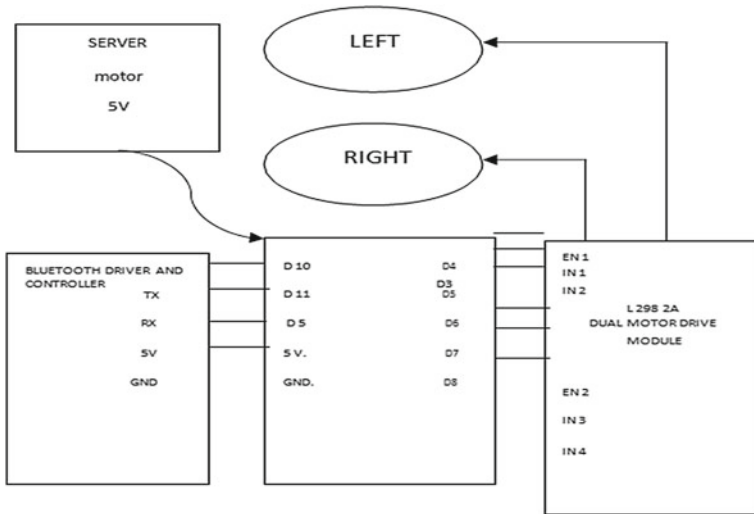 SERVER
motor
5V
LEFT
RIGHT
BLUETOOTH DRIVER AND
CONTROLLER
TX
RX
5V
GND
D 10
D 11
D 5
5 V.
GND.
D4
D3
D5
D6
D7
D8
EN 1
IN 1
IN 2
L 298 2A
DUAL MOTOR DRIVE
MODULE
EN 2
IN 3
IN 4